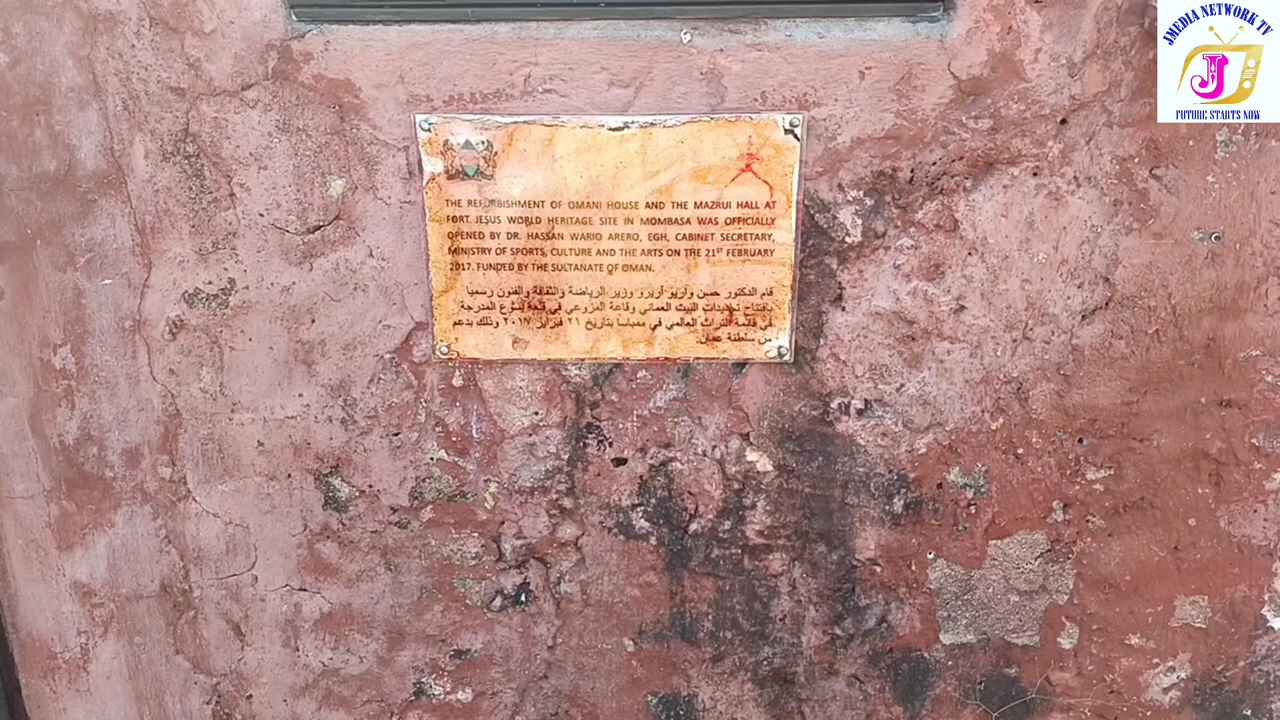 THE REFURBISHMENT OF OMANI HOUSE AND THE MAZRUI HALL AT
FORT JESUS WORLD HERITAGE SITE IN MOMBASA WAS OFFICIALLY
OPENED BY DR. HASSAN WARIO ARERO, EGH, CABINET SECRETARY,
MINISTRY OF SPORTS, CULTURE AND THE ARTS ON THE 21ST FEBRUARY
2017. FUNDED BY THE SULTANATE OF OMAN.
قام الدكتور حسن وآريو آريرو وزير الرياضة والثقافة والفنون رسميا
بافتتاح تجديدات البيت العماني وقاعة المزروعي في قلعة يسوع المدرجة
في قائمة التراث العالمي في ممباسا بتاريخ ٢١ فبراير ٢٠١٧ وذلك بدعم
من سلطنة عمان.
JMEDIA NETWORK TV
J
FUTURE STARTS NOW